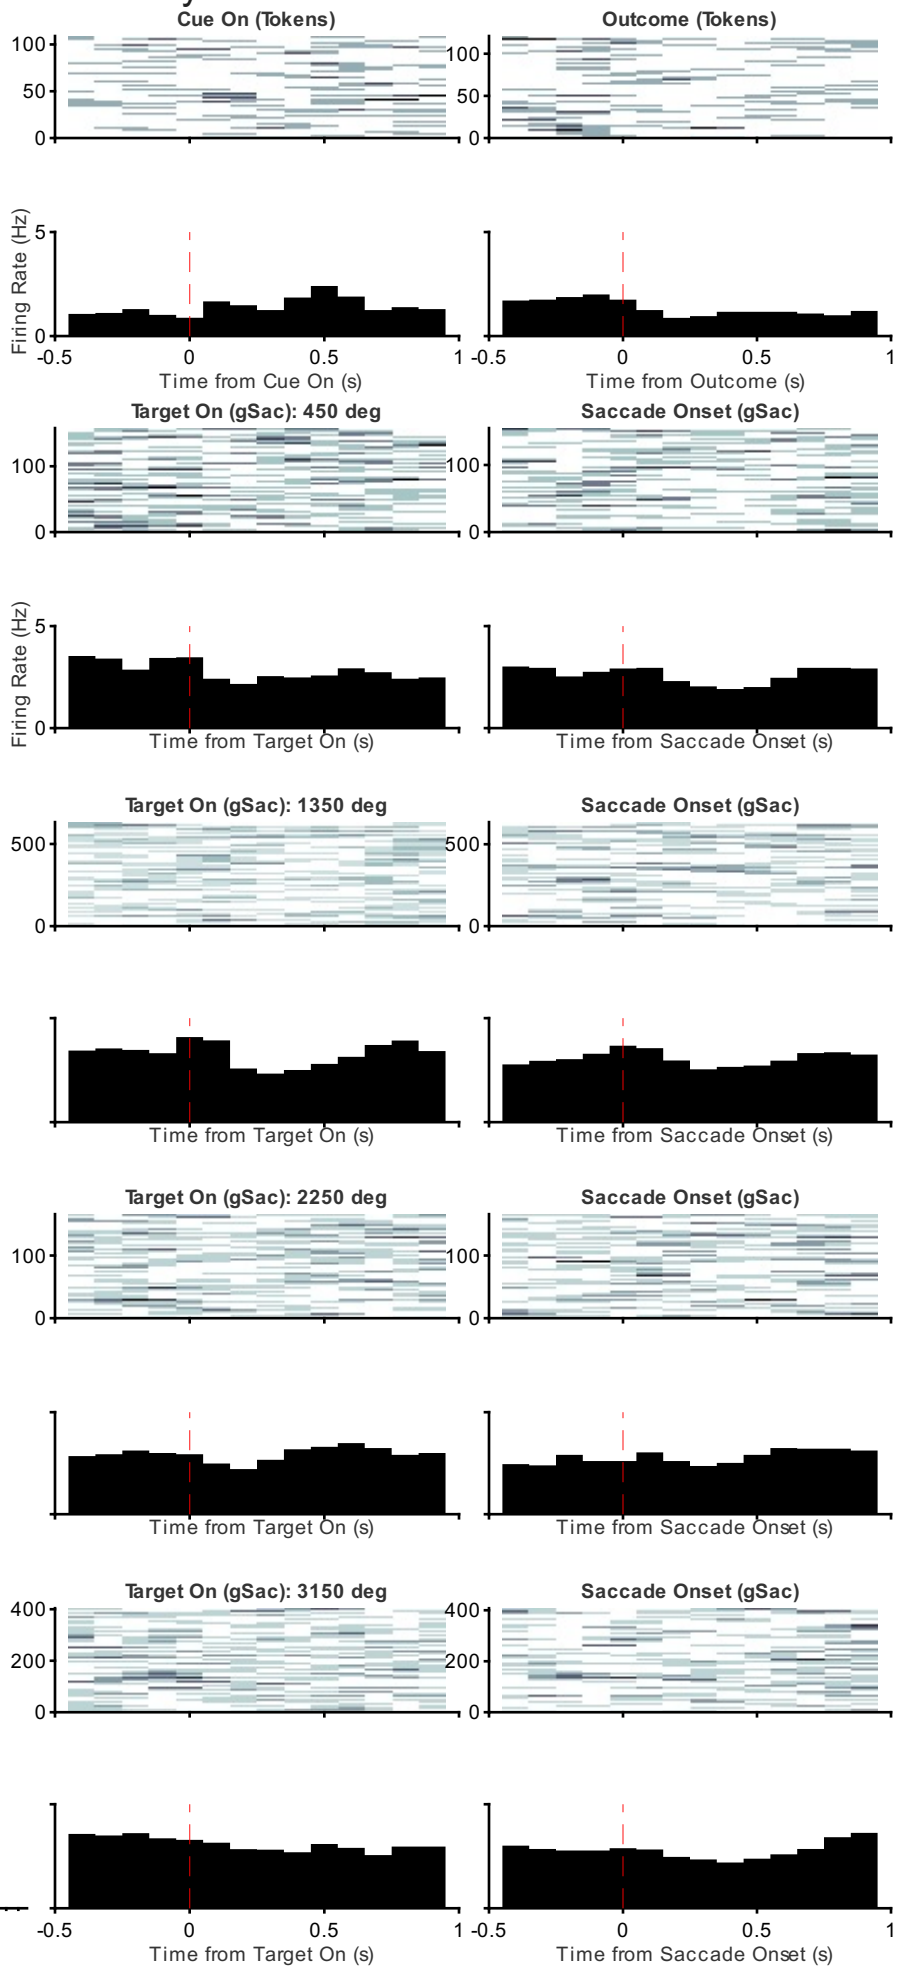 y
Cue On (Tokens) Outcome (Tokens)
100 100
50 50
0 0
Firing Rate (Hz)
5
0
-0.5 0 0.5 1 -0.5 0 0.5 1
Time from Cue On (s) Time from Outcome (s)
Target On (gSac): 450 deg Saccade Onset (gSac)
100 100
0 0
Firing Rate (Hz)
5
0
Time from Target On (s) Time from Saccade Onset (s)
Target On (gSac): 1350 deg Saccade Onset (gSac)
500 500
0 0
Time from Target On (s) Time from Saccade Onset (s)
Target On (gSac): 2250 deg Saccade Onset (gSac)
100 100
0 0
Time from Target On (s) Time from Saccade Onset (s)
Target On (gSac): 3150 deg Saccade Onset (gSac)
400 400
200 200
0 0
-0.5 0 0.5 1 -0.5 0 0.5 1
Time from Target On (s) Time from Saccade Onset (s)